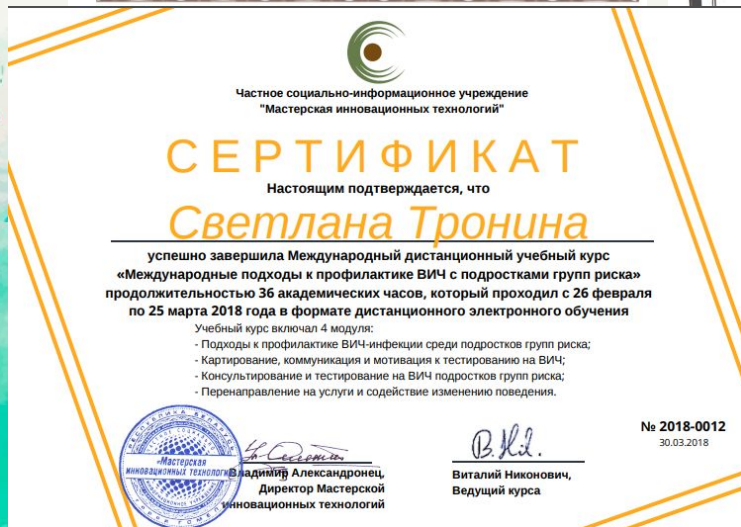 Частное социально-информационное учреждение
"Мастерская инновационных технологий"
СЕРТИФИКАТ
Настоящим подтверждается, что
Светлана Тронина
успешно завершила Международный дистанционный учебный курс
«Международные подходы к профилактике ВИЧ с подростками групп риска»
продолжительностью 36 академических часов, который проходил с 26 февраля
по 25 марта 2018 года в формате дистанционного электронного обучения
Учебный курс включал 4 модуля:
- Подходы к профилактике ВИЧ-инфекции среди подростков групп риска;
- Картирование, коммуникация и мотивация к тестированию на ВИЧ;
- Консультирование и тестирование на ВИЧ подростков групп риска;
- Перенаправление на услуги и содействие изменению поведения.
РЕСПУБЛИКА БЕЛАРУСЬ
«Мастерская
инновационных технологий»
город Гомель
Владимир Александронец,
Директор Мастерской
инновационных технологий
Виталий Никонович,
Ведущий курса
№ 2018-0012
30.03.2018